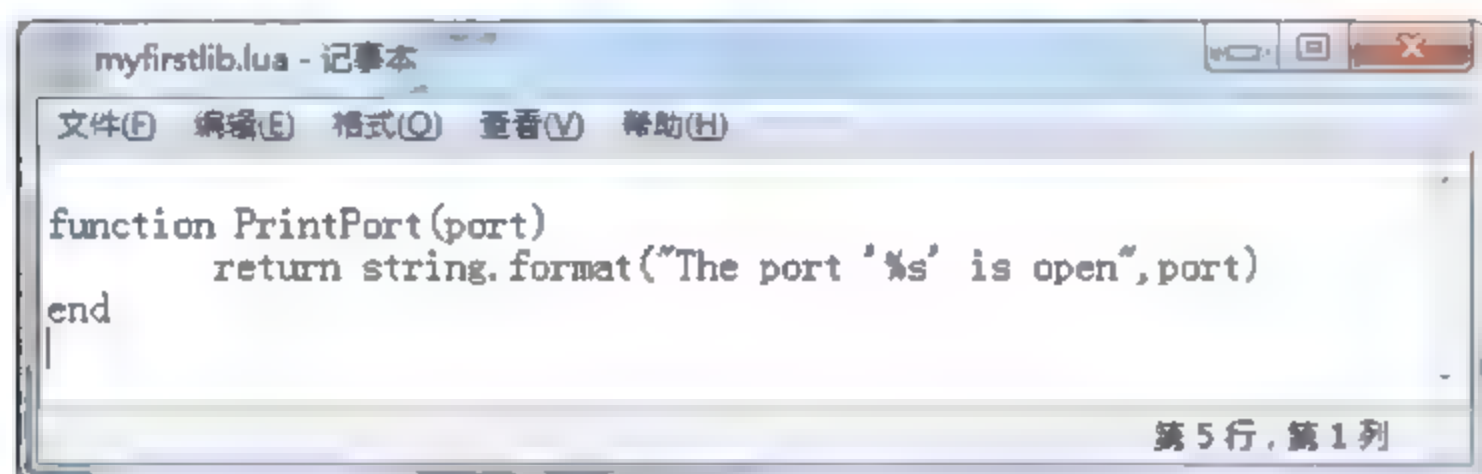 myfirstlib.lua - 记事本
文件(F) 编辑(E) 格式(O) 查看(V) 帮助(H)
function PrintPort(port)
return string.format("The port '%s' is open",port)
end
第 5 行，第 1 列